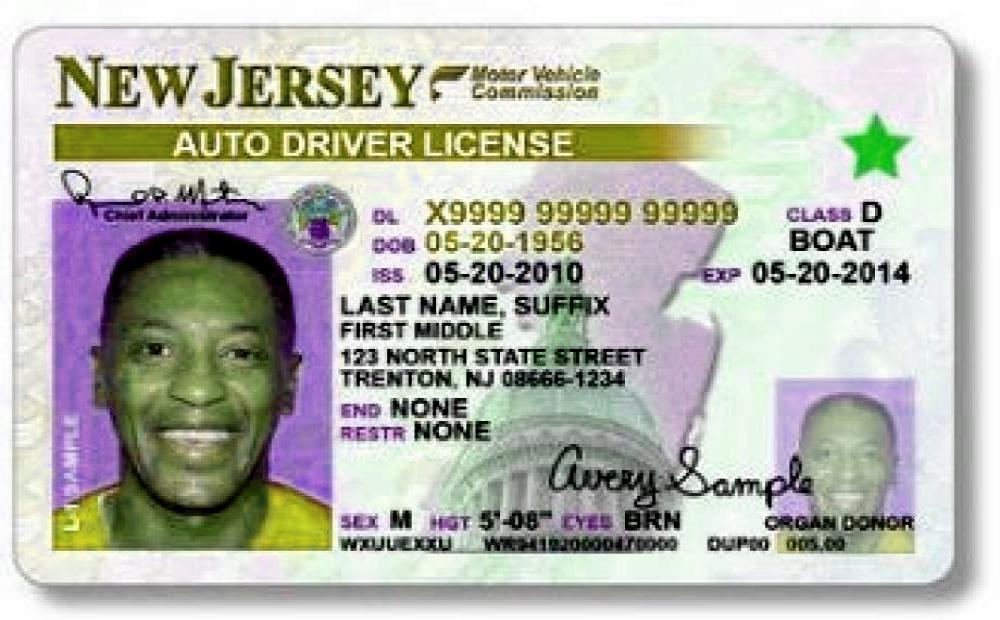 NEW JERSEY Motor Vehicle Commission
AUTO DRIVER LICENSE
Chief Administrator
DL X9999 99999 99999 CLASS D
DOB 05-20-1956 BOAT
ISS 05-20-2010 EXP 05-20-2014
LAST NAME, SUFFIX
FIRST MIDDLE
123 NORTH STATE STREET
TRENTON, NJ 08666-1234
END NONE
RESTR NONE
Avery Sample
SEX M HGT 5'-08" EYES BRN ORGAN DONOR
WXUUEXXU WR941020000470000 DUP00 005.00
SAMPLE